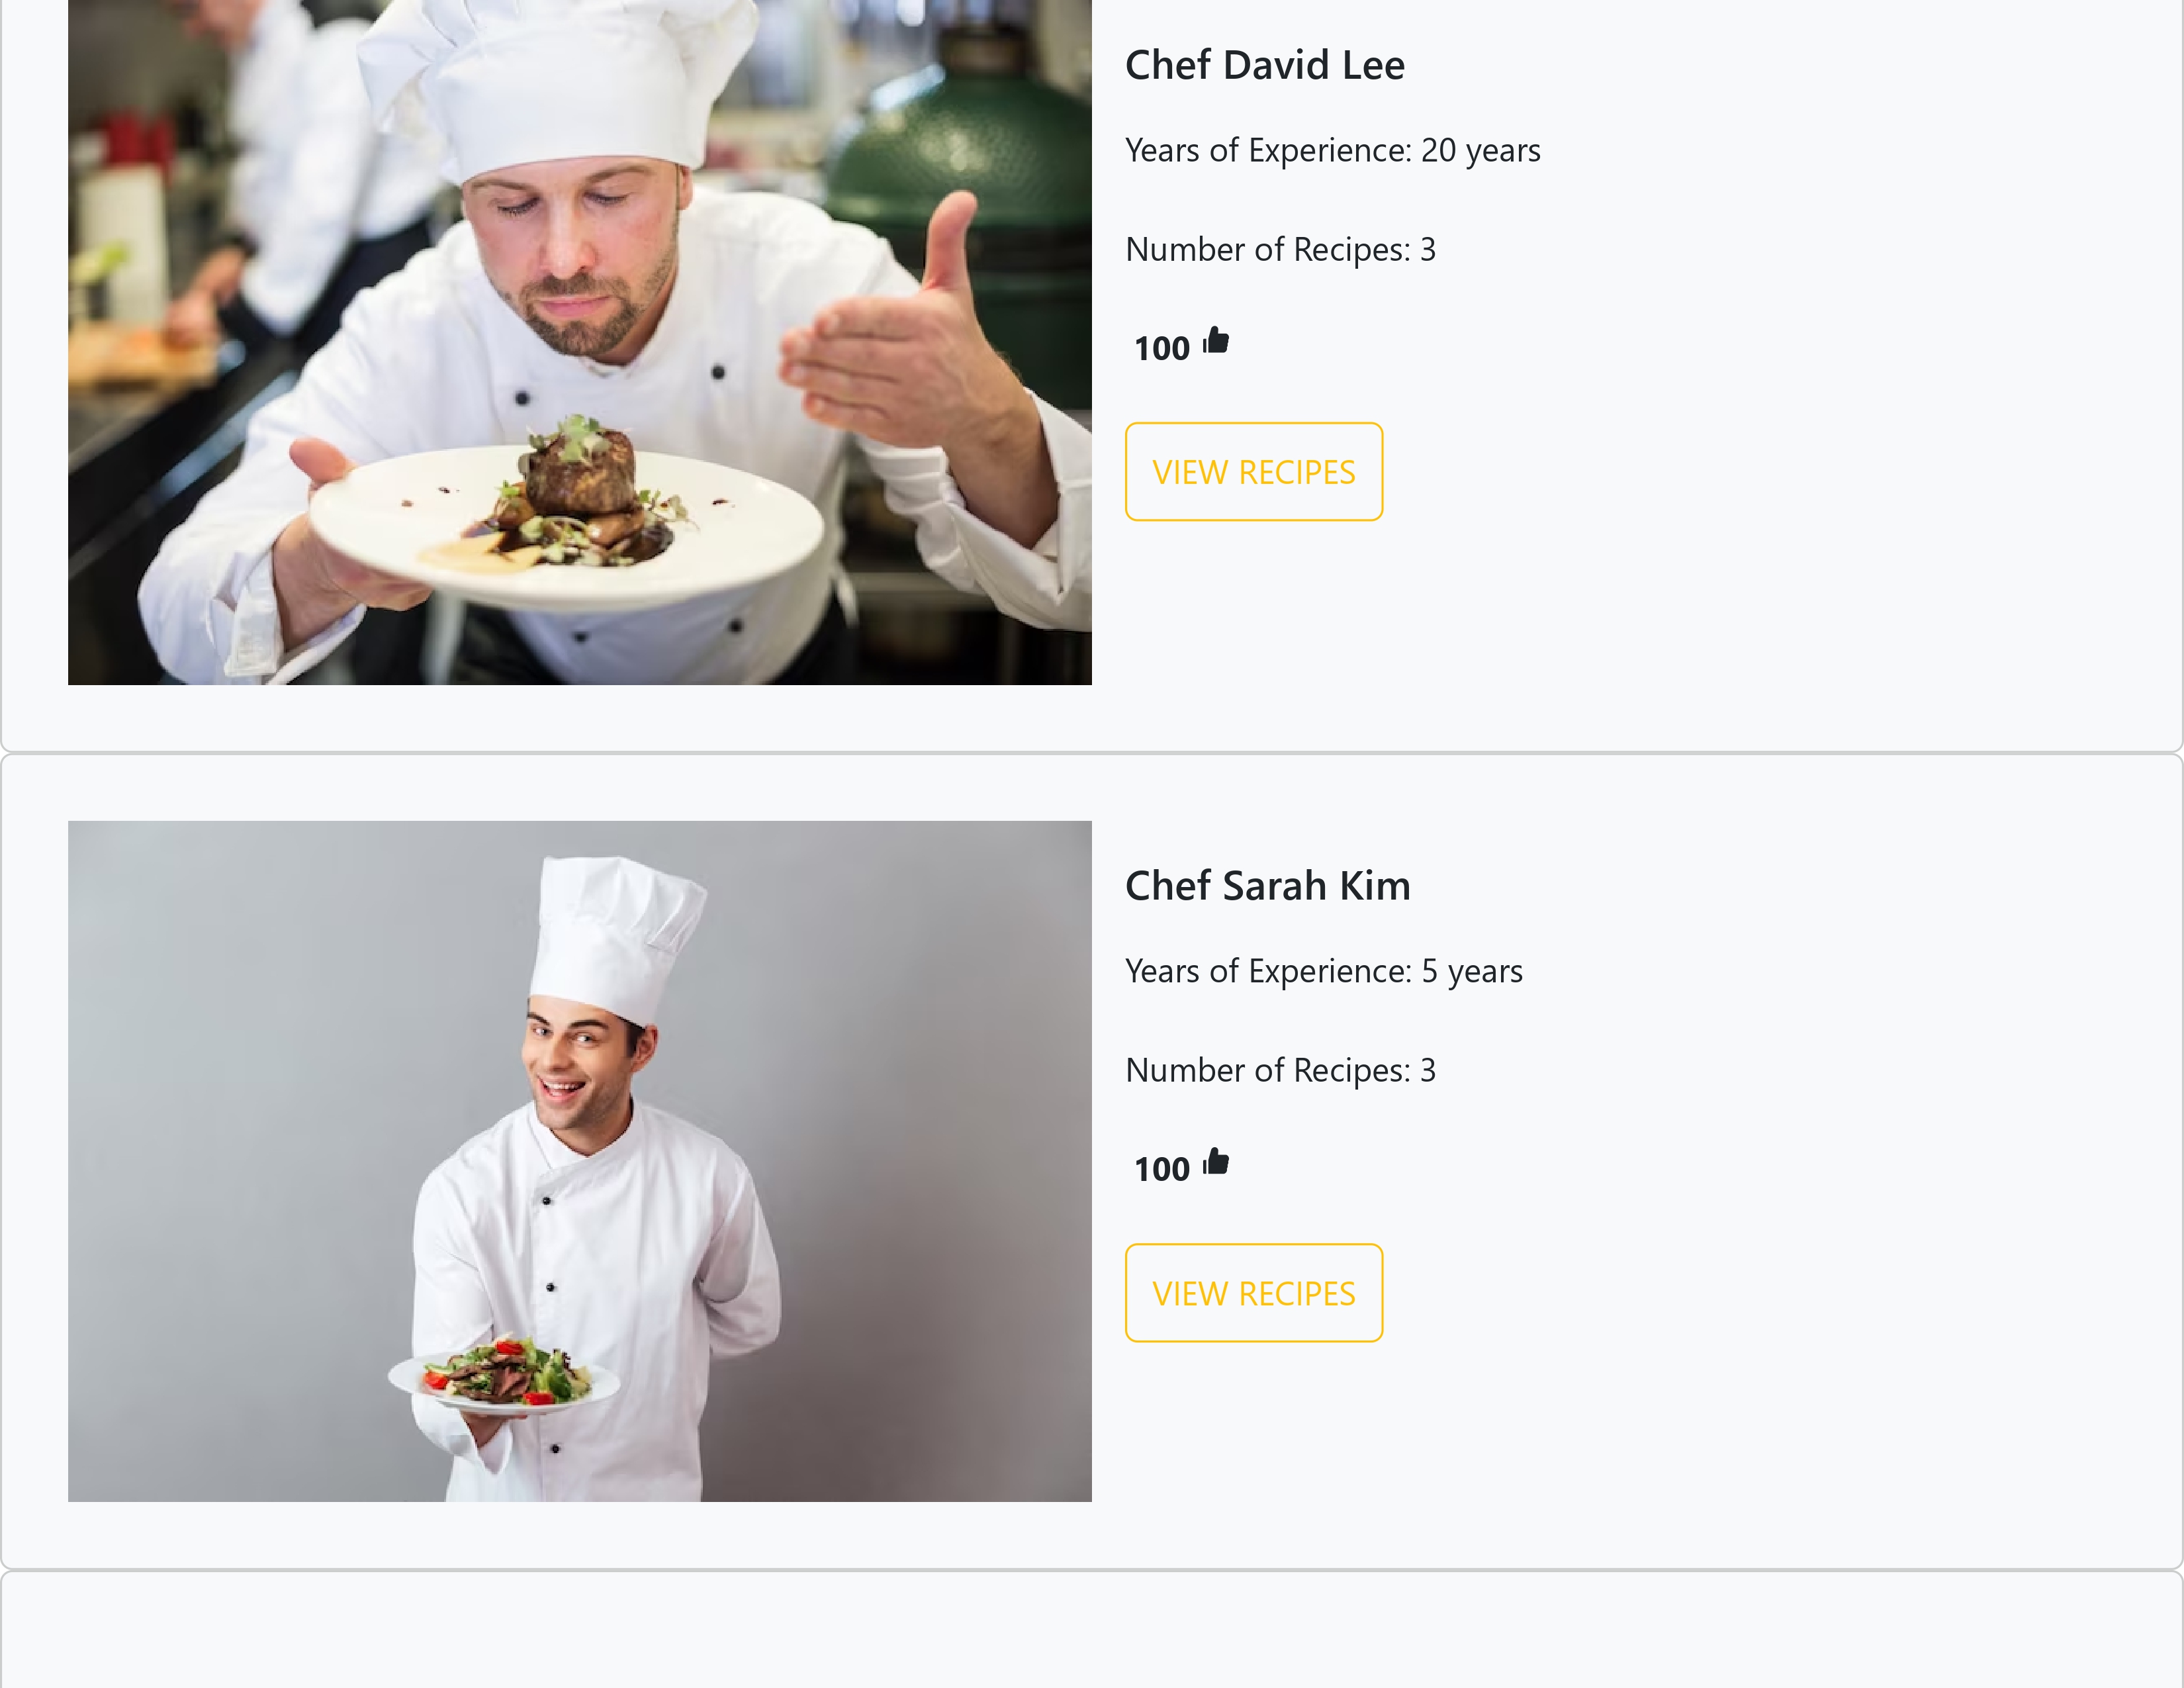 Chef David Lee
Years of Experience: 20 years
Number of Recipes: 3
100
VIEW RECIPES
Chef Sarah Kim
Years of Experience: 5 years
Number of Recipes: 3
100
VIEW RECIPES